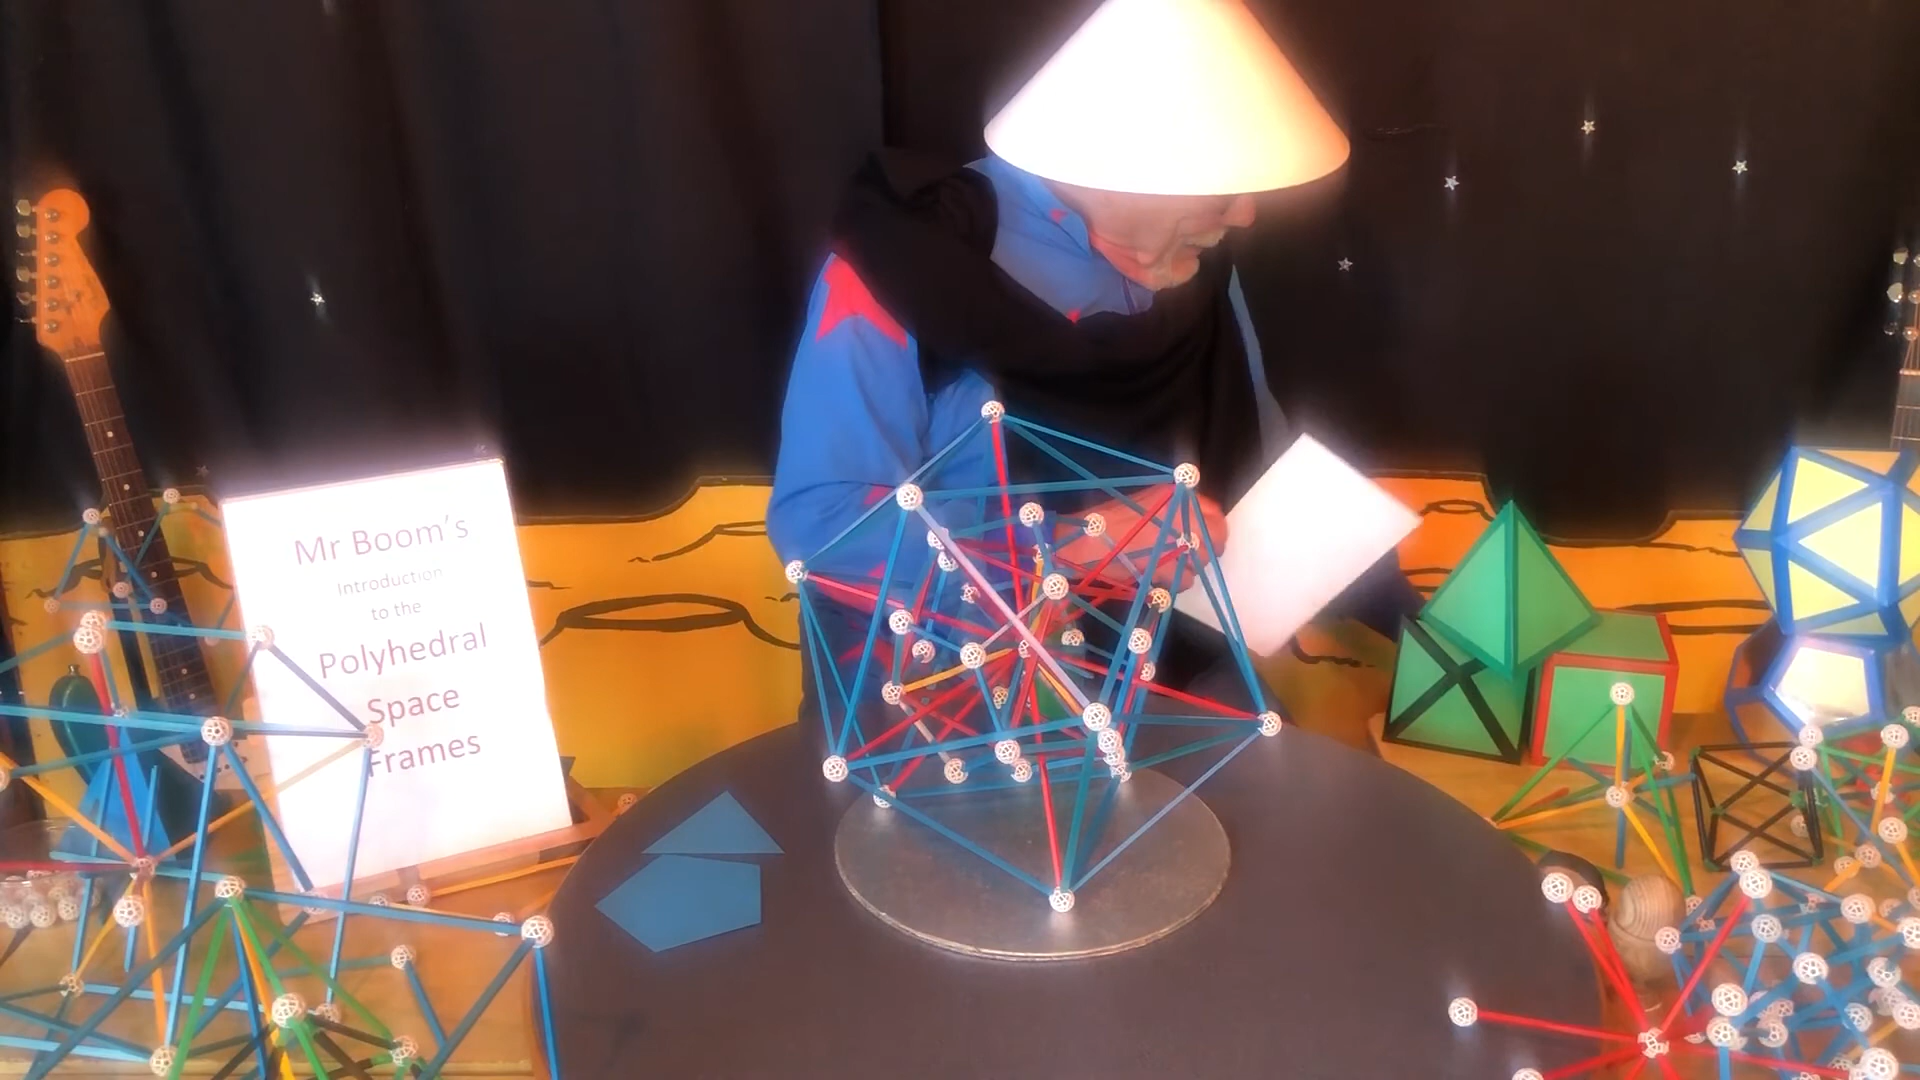 Mr Boom's
Introduction
to the
Polyhedral
Space
Frames